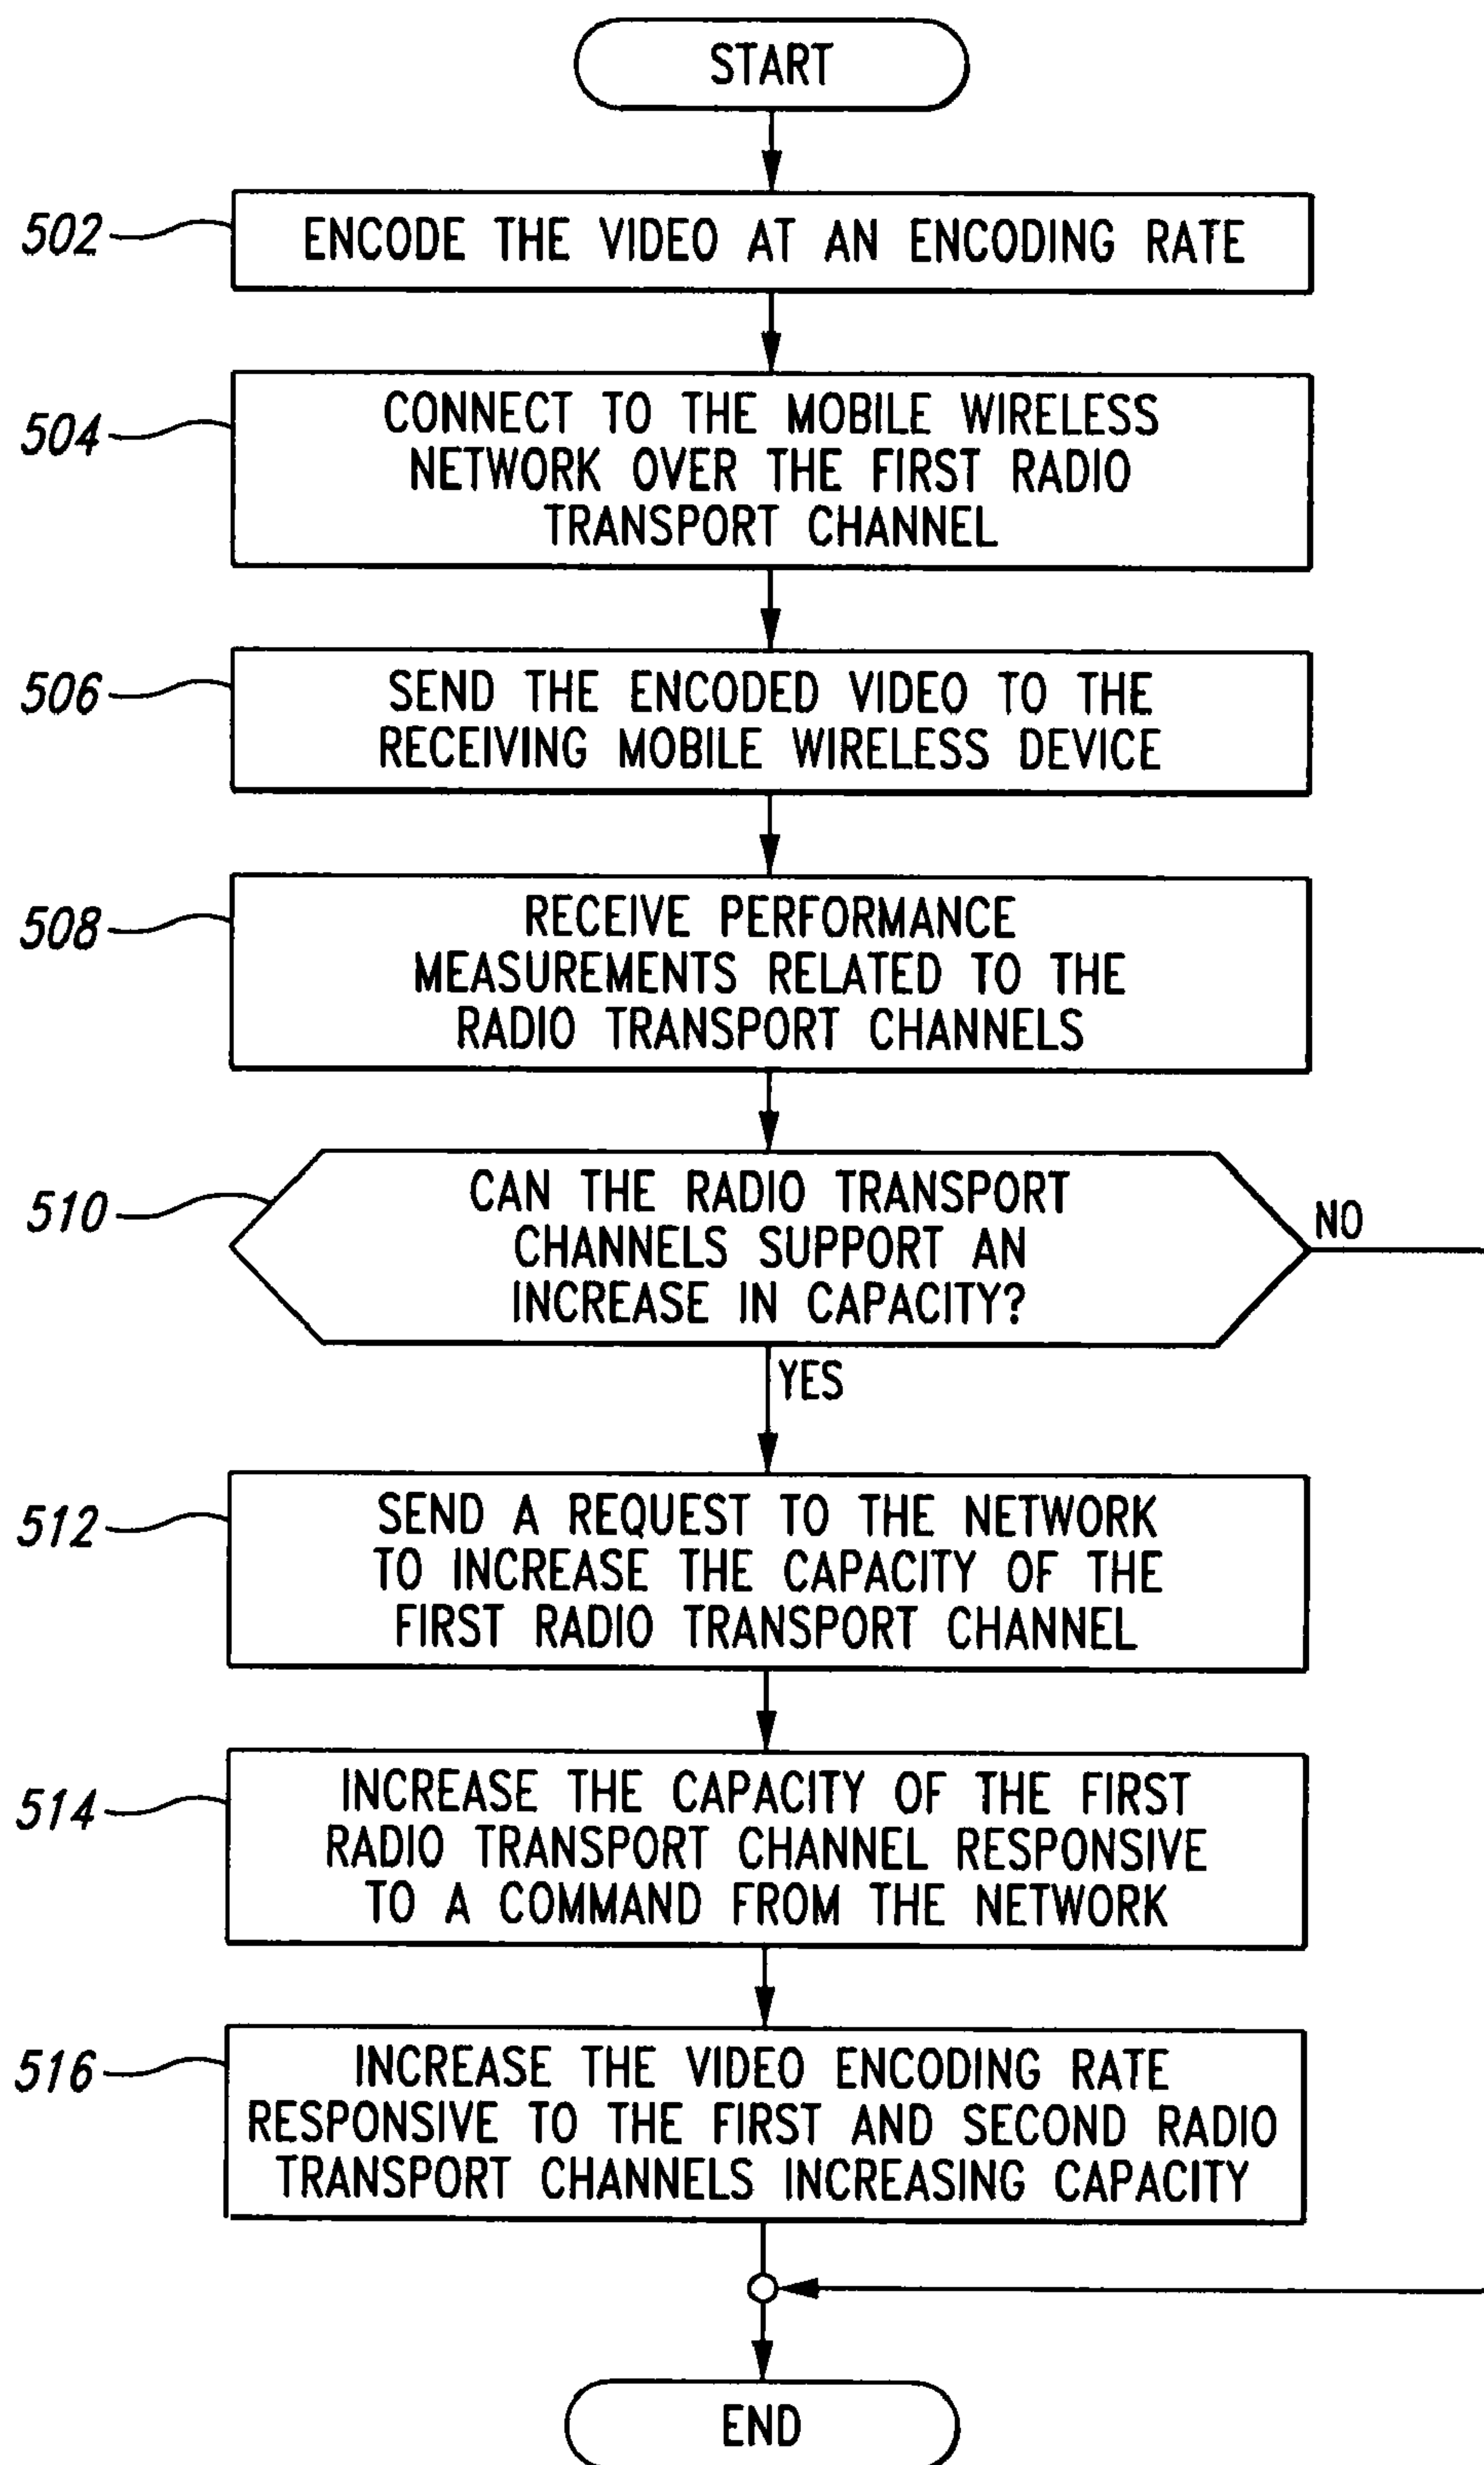 START
502
ENCODE THE VIDEO AT AN ENCODING RATE
504
CONNECT TO THE MOBILE WIRELESS
NETWORK OVER THE FIRST RADIO
TRANSPORT CHANNEL
506
SEND THE ENCODED VIDEO TO THE
RECEIVING MOBILE WIRELESS DEVICE
508
RECEIVE PERFORMANCE
MEASUREMENTS RELATED TO THE
RADIO TRANSPORT CHANNELS
510
CAN THE RADIO TRANSPORT
CHANNELS SUPPORT AN
INCREASE IN CAPACITY?
NO
YES
512
SEND A REQUEST TO THE NETWORK
TO INCREASE THE CAPACITY OF THE
FIRST RADIO TRANSPORT CHANNEL
514
INCREASE THE CAPACITY OF THE FIRST
RADIO TRANSPORT CHANNEL RESPONSIVE
TO A COMMAND FROM THE NETWORK
516
INCREASE THE VIDEO ENCODING RATE
RESPONSIVE TO THE FIRST AND SECOND RADIO
TRANSPORT CHANNELS INCREASING CAPACITY
END